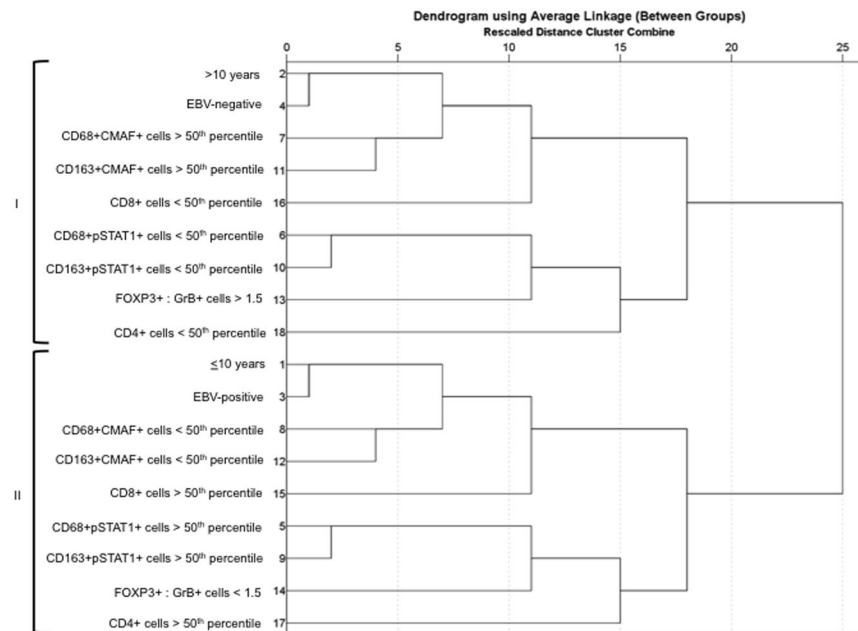 Dendrogram using Average Linkage (Between Groups)
Rescaled Distance Cluster Combine
0 5 10 15 20 25
>10 years 2
EBV-negative 4
CD68+CMAF+ cells > 50th percentile 7
CD163+CMAF+ cells > 50th percentile 11
I
CD8+ cells < 50th percentile 16
CD68+pSTAT1+ cells < 50th percentile 6
CD163+pSTAT1+ cells < 50th percentile 10
FOXP3+ : GrB+ cells > 1.5 13
CD4+ cells < 50th percentile 18
≤10 years 1
EBV-positive 3
CD68+CMAF+ cells < 50th percentile 8
CD163+CMAF+ cells < 50th percentile 12
II
CD8+ cells > 50th percentile 15
CD68+pSTAT1+ cells > 50th percentile 5
CD163+pSTAT1+ cells > 50th percentile 9
FOXP3+ : GrB+ cells < 1.5 14
CD4+ cells > 50th percentile 17